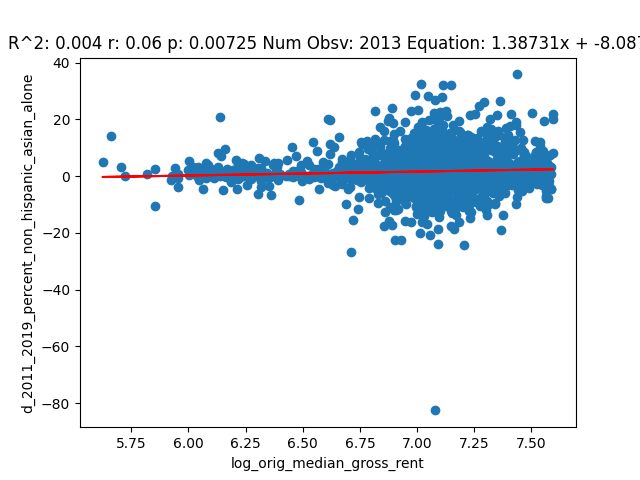 R^2: 0.004 r: 0.06 p: 0.00725 Num Obsv: 2013 Equation: 1.38731x + -8.087
d_2011_2019_percent_non_hispanic_asian_alone
40
20
0
−20
−40
−60
−80
5.75 6.00 6.25 6.50 6.75 7.00 7.25 7.50
log_orig_median_gross_rent